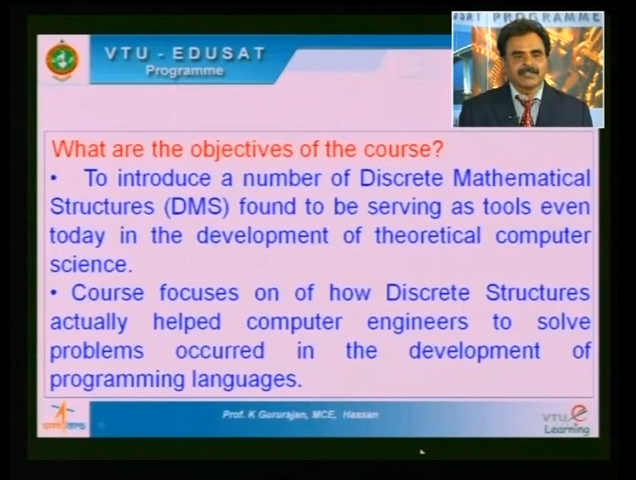 VTU - EDUSAT
Programme
SAT PROGRAMME
What are the objectives of the course?
• To introduce a number of Discrete Mathematical
Structures (DMS) found to be serving as tools even
today in the development of theoretical computer
science.
• Course focuses on of how Discrete Structures
actually helped computer engineers to solve
problems occurred in the development of
programming languages.
Prof. K Gururajan, MCE, Hassan
VTU e
Learning